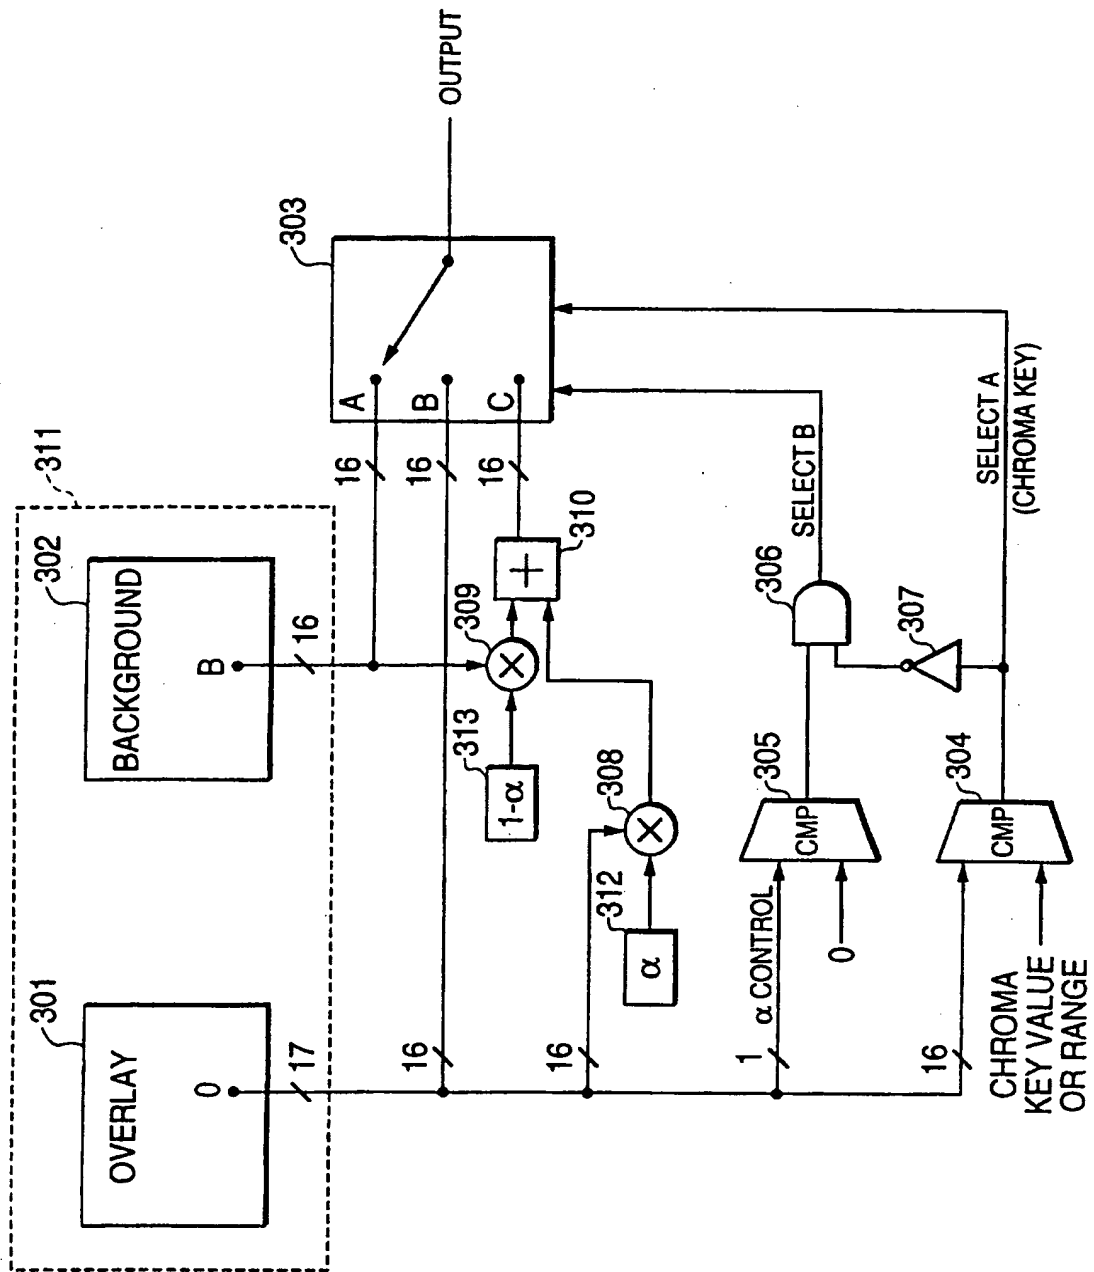 311
301
OVERLAY
0
17
302
BACKGROUND
B
16
303
A
B
C
OUTPUT
16
16
16
310
+
309
×
313
1-α
308
×
312
α
16
16
1
α CONTROL
0
305
CMP
306
SELECT B
307
304
CMP
16
CHROMA
KEY VALUE
OR RANGE
SELECT A
(CHROMA KEY)